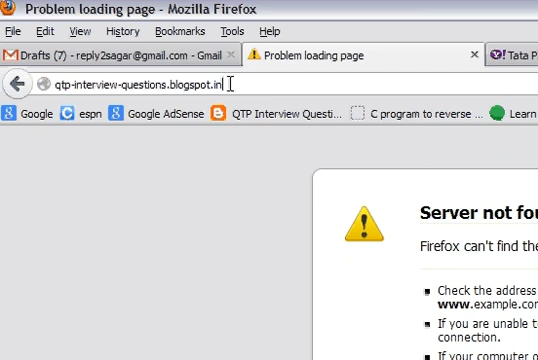 Problem loading page - Mozilla Firefox
File Edit View History Bookmarks Tools Help
Drafts (7) - reply2sagar@gmail.com - Gmail Problem loading page Tata P
qtp-interview-questions.blogspot.in
Google espn Google AdSense QTP Interview Questi... C program to reverse ... Learn
Server not fou
Firefox can't find the
Check the address
www.example.com
If you are unable t
connection.
If your computer o